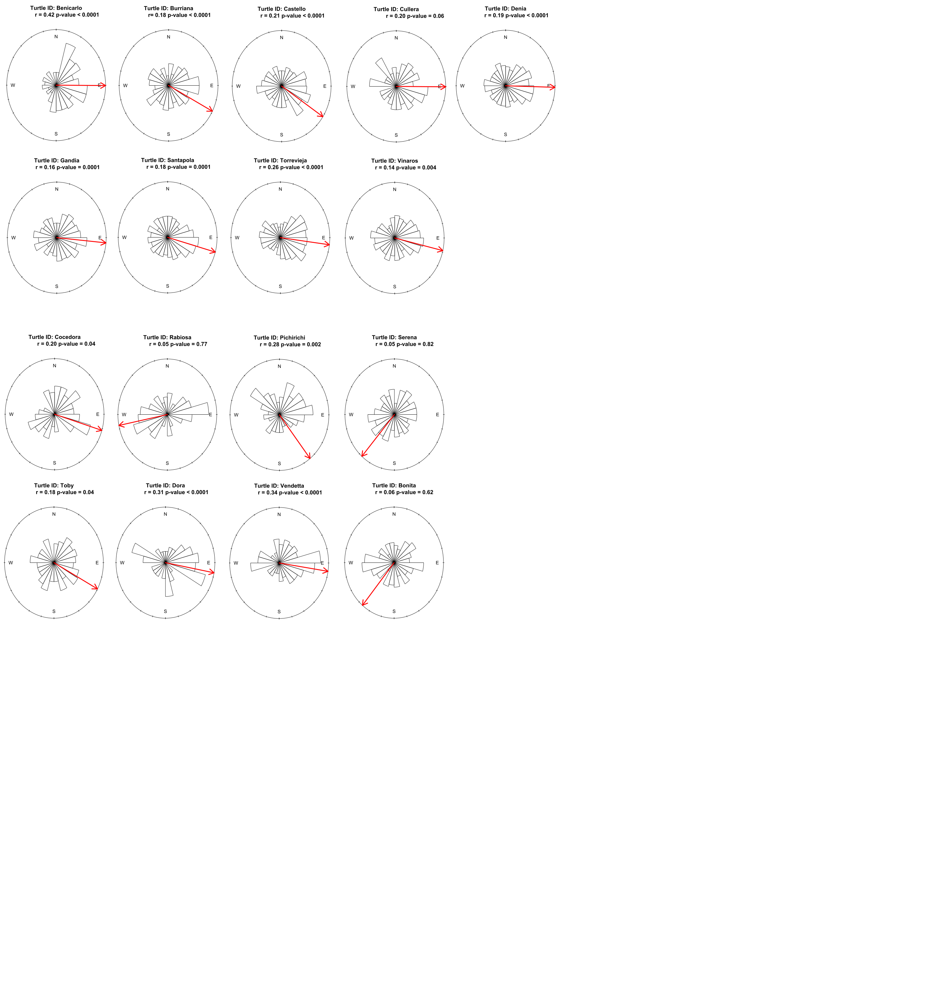 Turtle ID: Benicarlo
r = 0.42 p-value < 0.0001
N
W
E
S
Turtle ID: Burriana
r= 0.18 p-value < 0.0001
N
W
E
S
Turtle ID: Castello
r = 0.21 p-value < 0.0001
N
W
E
S
Turtle ID: Cullera
r = 0.20 p-value = 0.06
N
W
E
S
Turtle ID: Denia
r = 0.19 p-value < 0.0001
N
W
E
S
Turtle ID: Gandia
r = 0.16 p-value = 0.0001
N
W
E
S
Turtle ID: Santapola
r = 0.18 p-value = 0.0001
N
W
E
S
Turtle ID: Torrevieja
r = 0.26 p-value < 0.0001
N
W
E
S
Turtle ID: Vinaros
r = 0.14 p-value = 0.004
N
W
E
S
Turtle ID: Cocedora
r = 0.20 p-value = 0.04
N
W
E
S
Turtle ID: Rabiosa
r = 0.05 p-value = 0.77
N
W
E
S
Turtle ID: Pichirichi
r = 0.28 p-value = 0.002
N
W
E
S
Turtle ID: Serena
r = 0.05 p-value = 0.82
N
W
E
S
Turtle ID: Toby
r = 0.18 p-value = 0.04
N
W
E
S
Turtle ID: Dora
r = 0.31 p-value < 0.0001
N
W
E
S
Turtle ID: Vendetta
r = 0.34 p-value < 0.0001
N
W
E
S
Turtle ID: Bonita
r = 0.06 p-value = 0.62
N
W
E
S